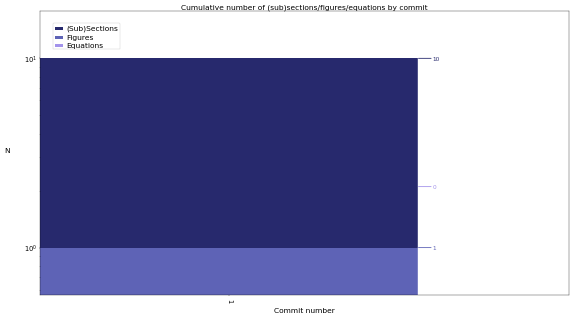 Cumulative number of (sub)sections/figures/equations by commit
(Sub)Sections
Figures
Equations
10¹
10
N
0
10⁰
1
1
Commit number